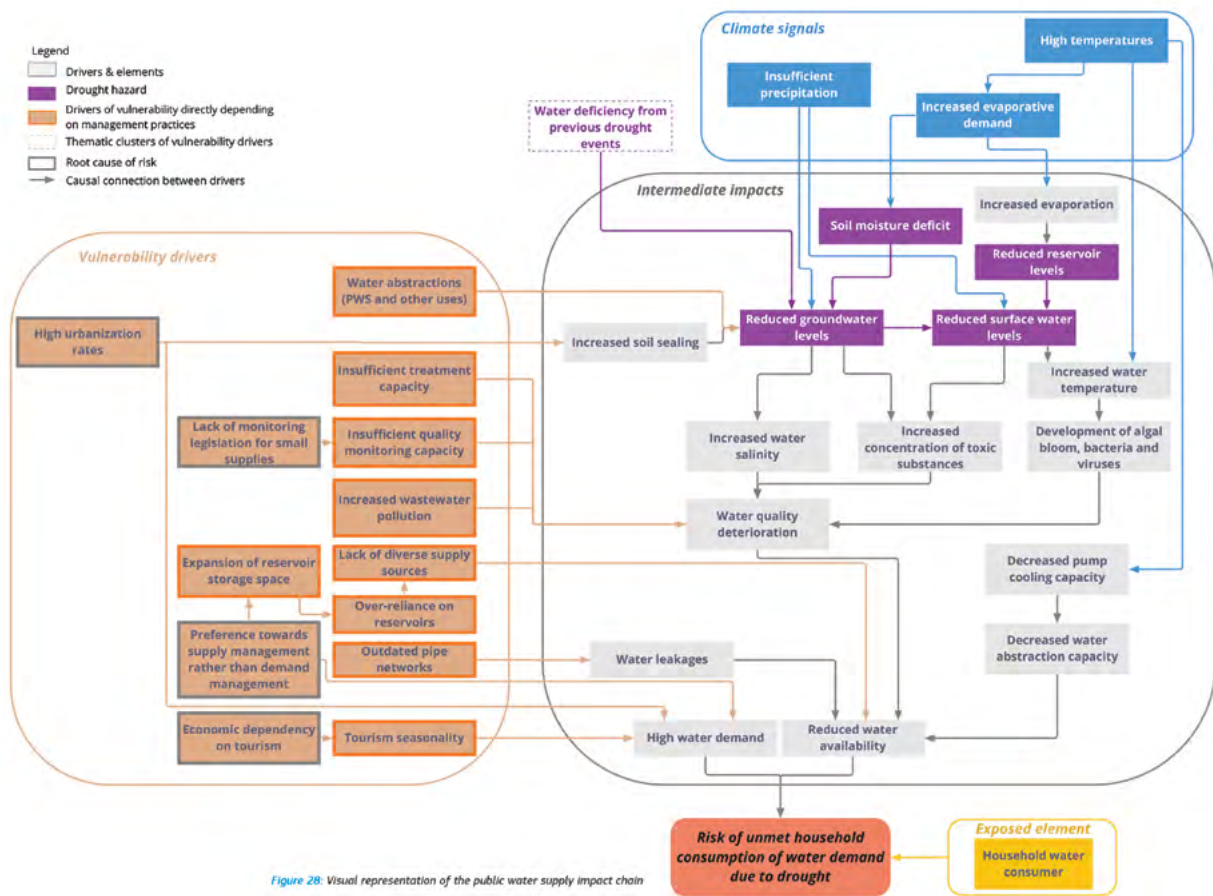 Legend
Drivers & elements
Drought hazard
Drivers of vulnerability directly depending
on management practices
Thematic clusters of vulnerability drivers
Root cause of risk
Causal connection between drivers
Climate signals
High temperatures
Insufficient
precipitation
Increased evaporative
demand
Water deficiency from
previous drought
events
Intermediate impacts
Increased evaporation
Soil moisture deficit
Reduced reservoir
levels
Vulnerability drivers
Water abstractions
(PWS and other uses)
High urbanization
rates
Increased soil sealing
Reduced groundwater
levels
Reduced surface water
levels
Insufficient treatment
capacity
Increased water
temperature
Lack of monitoring
legislation for small
supplies
Insufficient quality
monitoring capacity
Increased water
salinity
Increased
concentration of toxic
substances
Development of algal
bloom, bacteria and
viruses
Increased wastewater
pollution
Water quality
deterioration
Expansion of reservoir
storage space
Lack of diverse supply
sources
Decreased pump
cooling capacity
Over-reliance on
reservoirs
Preference towards
supply management
rather than demand
management
Outdated pipe
networks
Water leakages
Decreased water
abstraction capacity
Economic dependency
on tourism
Tourism seasonality
High water demand
Reduced water
availability
Risk of unmet household
consumption of water demand
due to drought
Exposed element
Household water
consumer
Figure 28: Visual representation of the public water supply impact chain